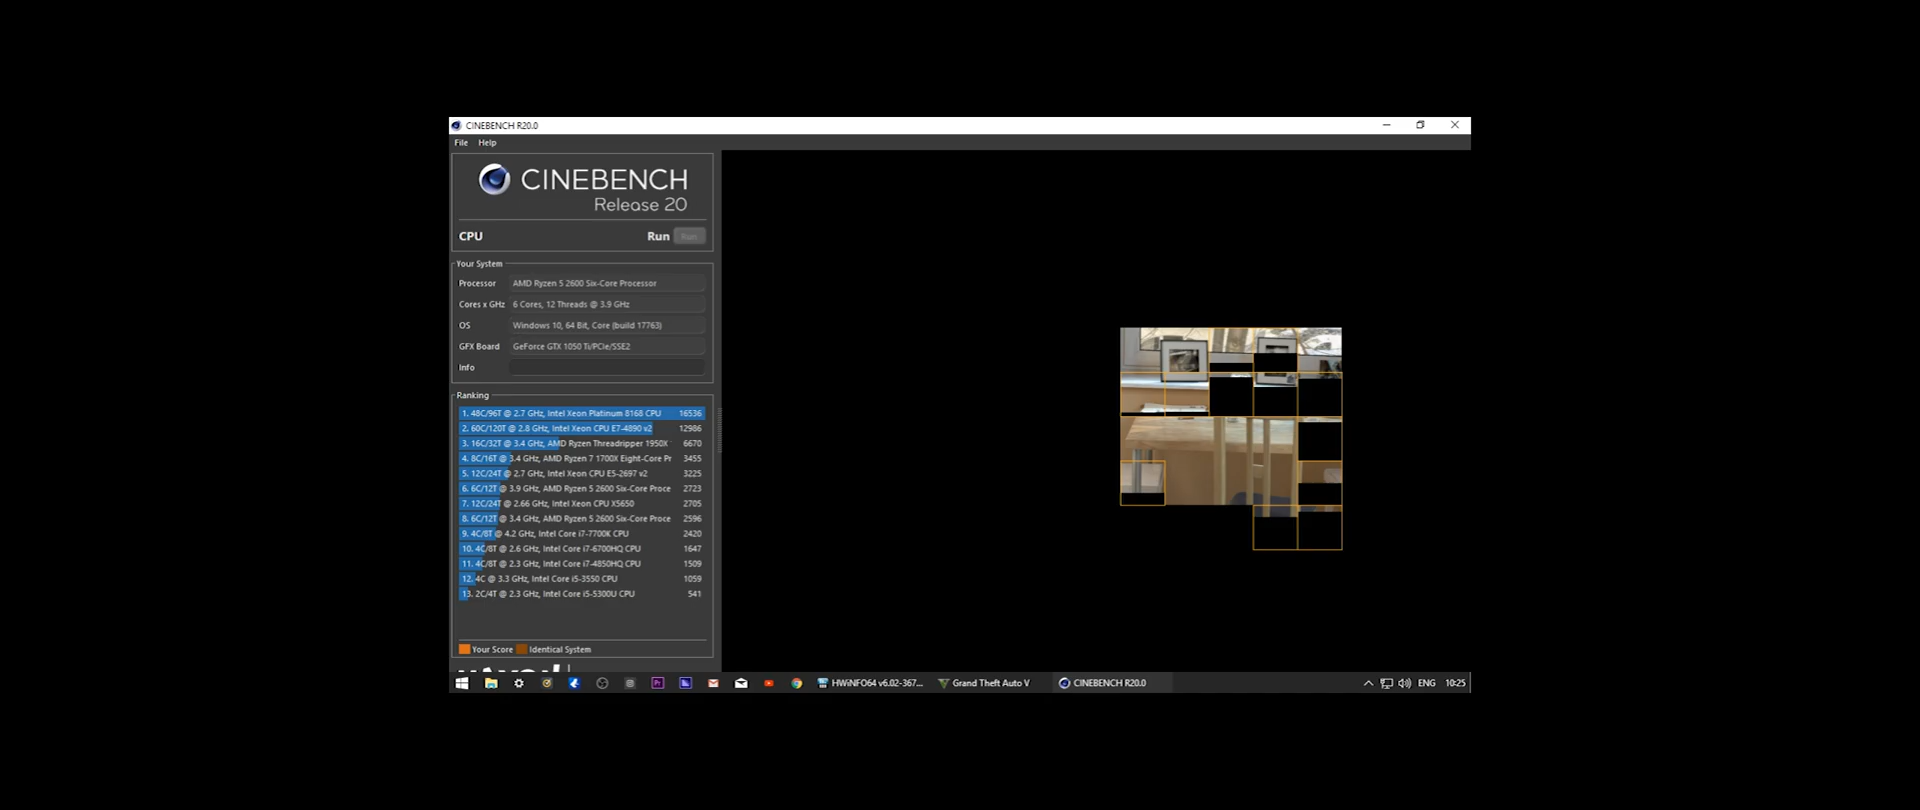 CINEBENCH R20.0
File Help
CINEBENCH
Release 20
CPU Run Run
Your System
Processor AMD Ryzen 5 2600 Six-Core Processor
Cores x GHz 6 Cores, 12 Threads @ 3.9 GHz
OS Windows 10, 64 Bit, Core (build 17763)
GFX Board GeForce GTX 1050 Ti/PCIe/SSE2
Info
Ranking
1. 48C/96T @ 2.7 GHz, Intel Xeon Platinum 8168 CPU 16536
2. 60C/120T @ 2.8 GHz, Intel Xeon CPU E7-4890 v2 12986
3. 16C/32T @ 3.4 GHz, AMD Ryzen Threadripper 1950X 6670
4. 8C/16T @ 3.4 GHz, AMD Ryzen 7 1700X Eight-Core Pr 3455
5. 12C/24T @ 2.7 GHz, Intel Xeon CPU E5-2697 v2 3225
6. 6C/12T @ 3.9 GHz, AMD Ryzen 5 2600 Six-Core Proce 2723
7. 12C/24T @ 2.66 GHz, Intel Xeon CPU X5650 2705
8. 6C/12T @ 3.4 GHz, AMD Ryzen 5 2600 Six-Core Proce 2596
9. 4C/8T @ 4.2 GHz, Intel Core i7-7700K CPU 2420
10. 4C/8T @ 2.6 GHz, Intel Core i7-6700HQ CPU 1647
11. 4C/8T @ 2.3 GHz, Intel Core i7-4850HQ CPU 1509
12. 4C @ 3.3 GHz, Intel Core i5-3550 CPU 1059
13. 2C/4T @ 2.3 GHz, Intel Core i5-5300U CPU 541
Your Score Identical System
Pr HWiNFO64 v6.02-367... Grand Theft Auto V CINEBENCH R20.0 ENG 10:25